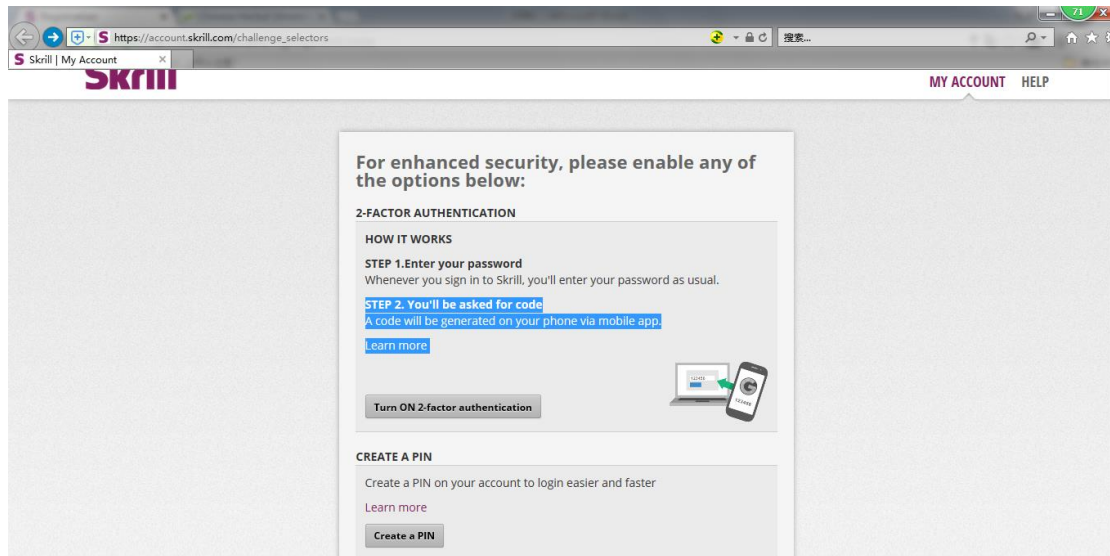 71
https://account.skrill.com/challenge_selectors
搜索...
Skrill | My Account
Skrill
MY ACCOUNT HELP
For enhanced security, please enable any of
the options below:
2-FACTOR AUTHENTICATION
HOW IT WORKS
STEP 1.Enter your password
Whenever you sign in to Skrill, you'll enter your password as usual.
STEP 2. You'll be asked for code
A code will be generated on your phone via mobile app.
Learn more
123456
123456
Turn ON 2-factor authentication
CREATE A PIN
Create a PIN on your account to login easier and faster
Learn more
Create a PIN